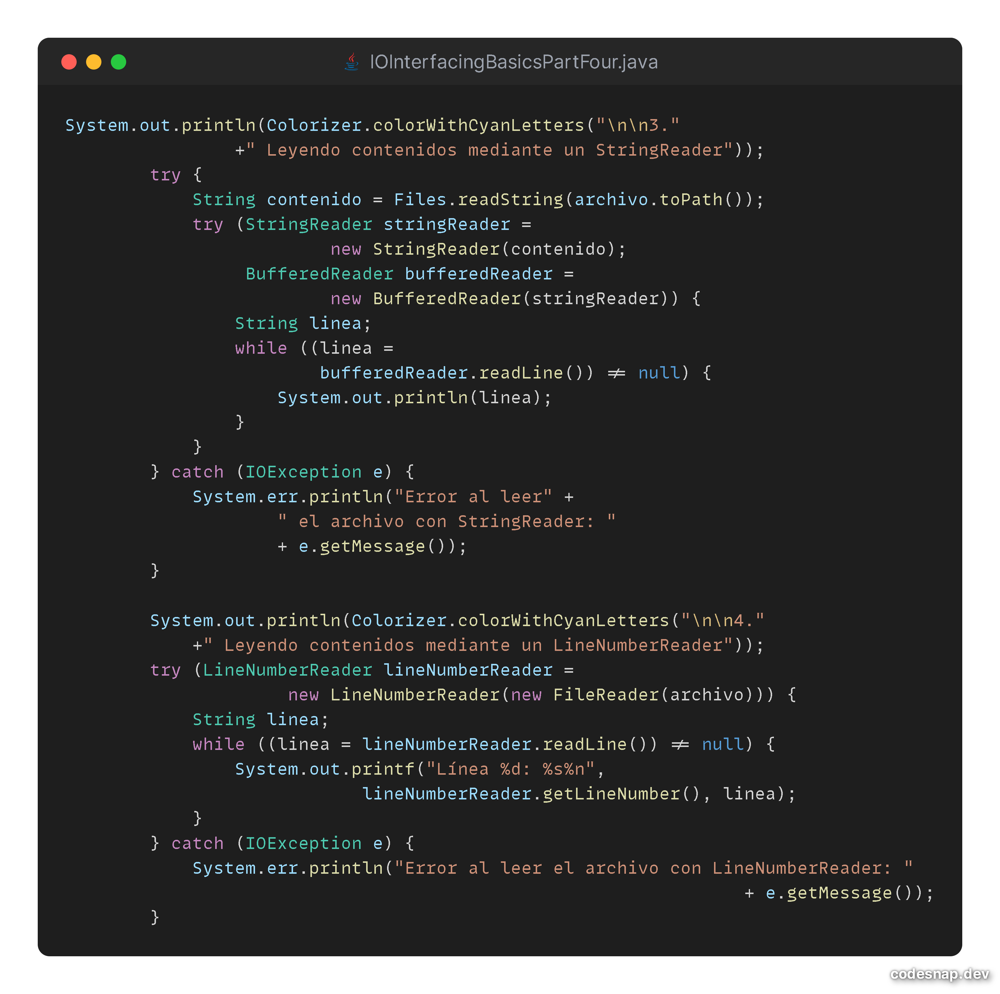 IOInterfacingBasicsPartFour.java
System.out.println(Colorizer.colorWithCyanLetters("\n\n3."
                +" Leyendo contenidos mediante un StringReader"));
        try {
            String contenido = Files.readString(archivo.toPath());
            try (StringReader stringReader =
                         new StringReader(contenido);
                 BufferedReader bufferedReader =
                         new BufferedReader(stringReader)) {
                String linea;
                while ((linea =
                        bufferedReader.readLine()) != null) {
                    System.out.println(linea);
                }
            }
        } catch (IOException e) {
            System.err.println("Error al leer" +
                    " el archivo con StringReader: "
                    + e.getMessage());
        }

        System.out.println(Colorizer.colorWithCyanLetters("\n\n4."
            +" Leyendo contenidos mediante un LineNumberReader"));
        try (LineNumberReader lineNumberReader =
                     new LineNumberReader(new FileReader(archivo))) {
            String linea;
            while ((linea = lineNumberReader.readLine()) != null) {
                System.out.printf("Línea %d: %s%n",
                            lineNumberReader.getLineNumber(), linea);
            }
        } catch (IOException e) {
            System.err.println("Error al leer el archivo con LineNumberReader: "
                                                                + e.getMessage());
        }
codesnap.dev